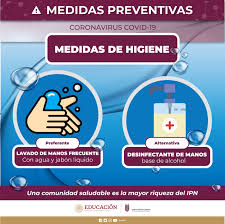 MEDIDAS PREVENTIVAS
CORONAVIRUS COVID-19
MEDIDAS DE HIGIENE
Preferente
LAVADO DE MANOS FRECUENTE
Con agua y jabón líquido
Alternativa
DESINFECTANTE DE MANOS
base de alcohol
Una comunidad saludable es la mayor riqueza del IPN
EDUCACIÓN